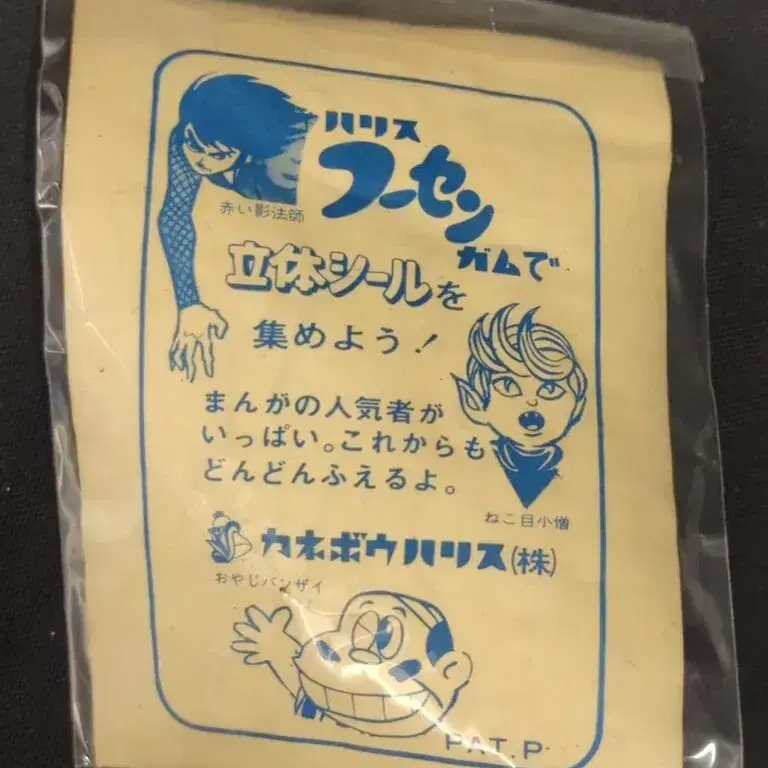 ハリス
フーセン
ガムで
赤い影法師
立体シールを
集めよう!
まんがの人気者が
いっぱい。これからも
どんどんふえるよ。
ねこ目小僧
カネボウハリス(株)
おやじバンザイ
PAT.P